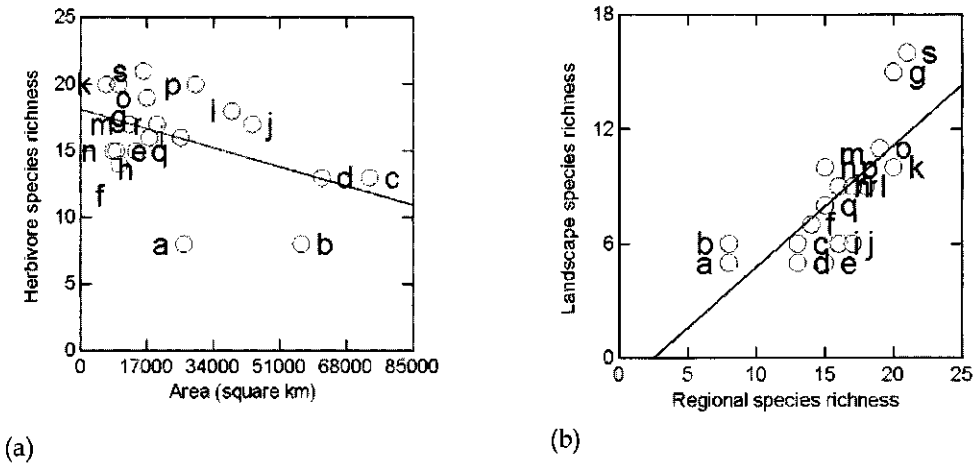 25
20
15
10
5
0
Herbivore species richness
k s p
o l
g
m r i j
n e q
h
f
d c
a b
0 17000 34000 51000 68000 85000
Area (square km)
(a)
18
12
6
0
Landscape species richness
s
g
m o
n p k
h r l
q
f
b c i j
a d e
0 5 10 15 20 25
Regional species richness
(b)